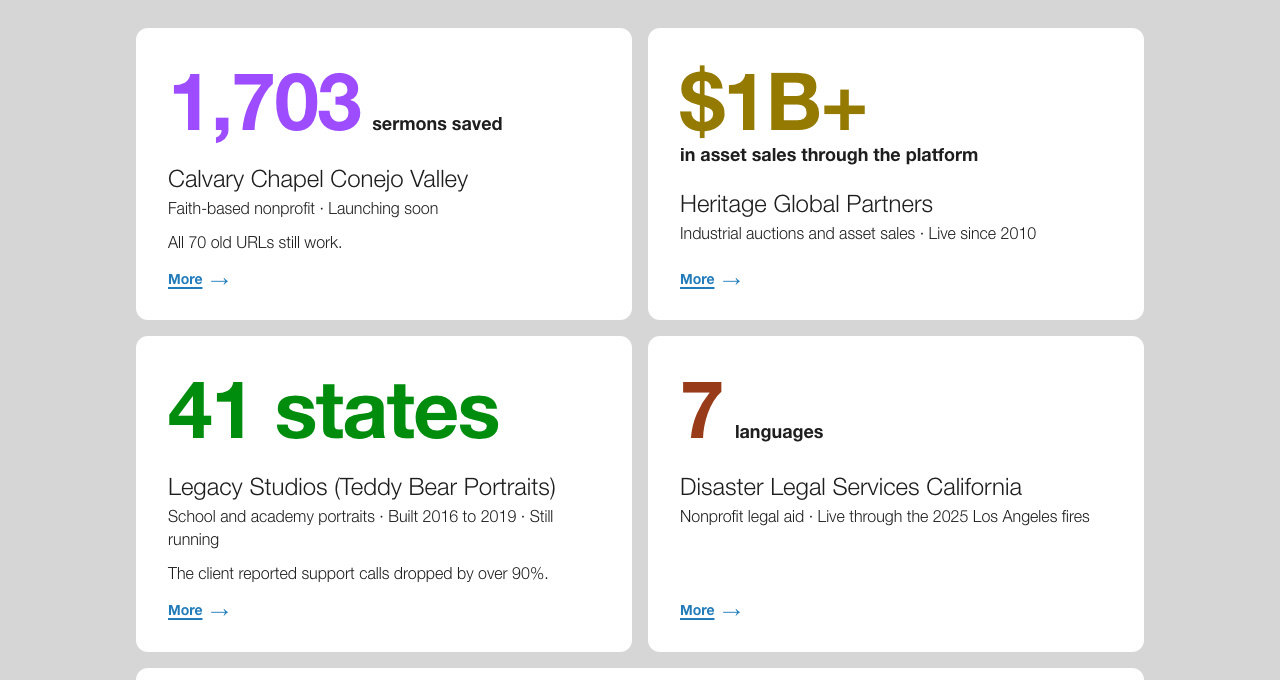 1,703 sermons saved
Calvary Chapel Conejo Valley
Faith-based nonprofit · Launching soon
All 70 old URLs still work.
More →
$1B+
in asset sales through the platform
Heritage Global Partners
Industrial auctions and asset sales · Live since 2010
More →
41 states
Legacy Studios (Teddy Bear Portraits)
School and academy portraits · Built 2016 to 2019 · Still
running
The client reported support calls dropped by over 90%.
More →
7 languages
Disaster Legal Services California
Nonprofit legal aid · Live through the 2025 Los Angeles fires
More →